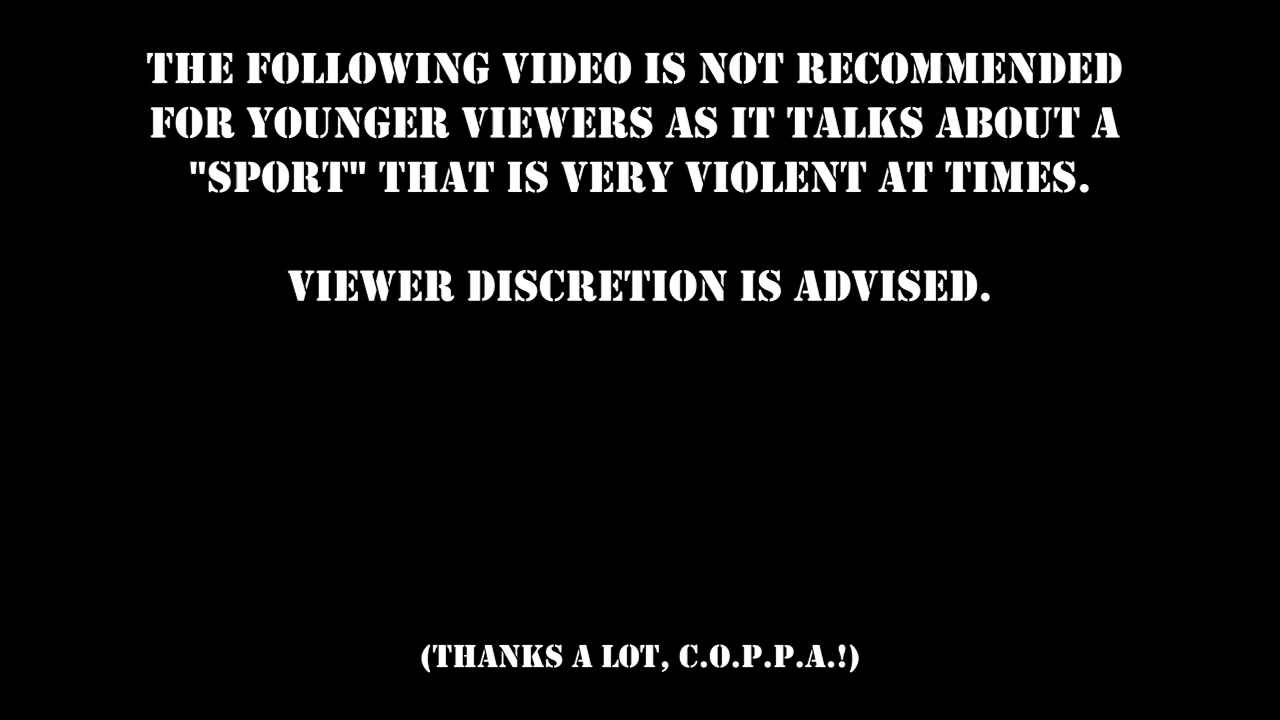 THE FOLLOWING VIDEO IS NOT RECOMMENDED
FOR YOUNGER VIEWERS AS IT TALKS ABOUT A
"SPORT" THAT IS VERY VIOLENT AT TIMES.
VIEWER DISCRETION IS ADVISED.
(THANKS A LOT, C.O.P.P.A.!)